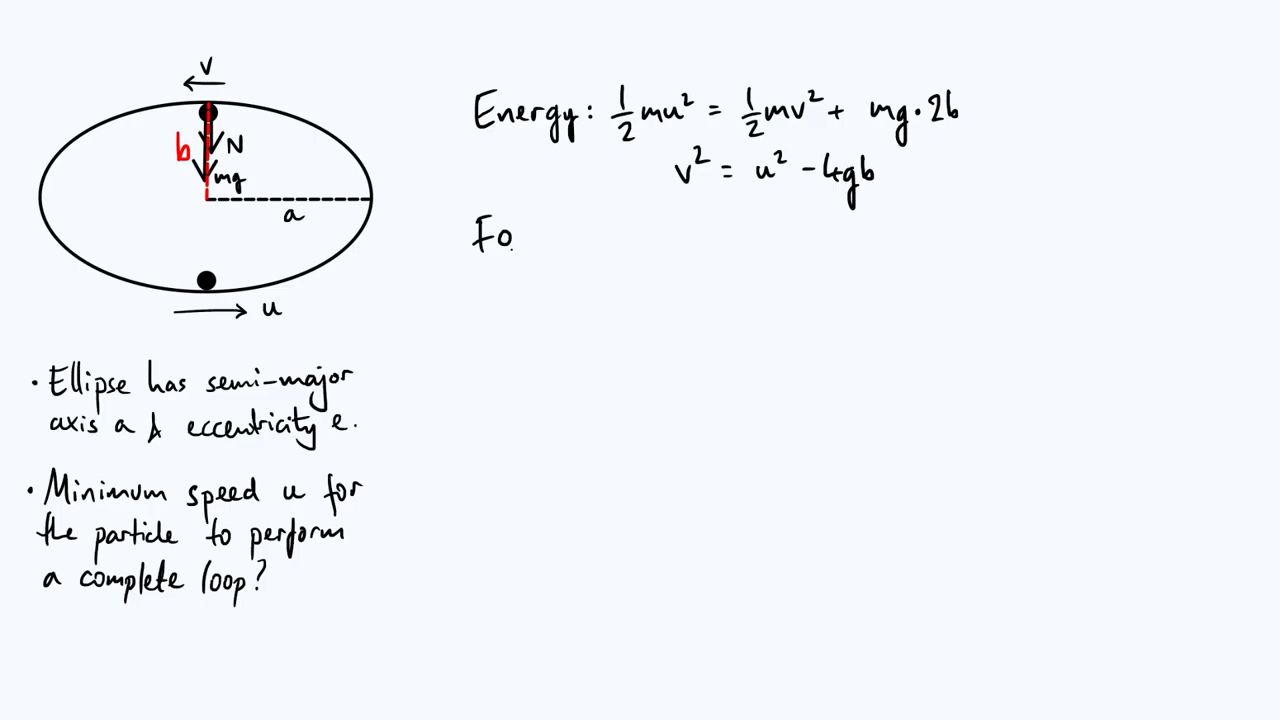 v
b
N
mg
a
u
• Ellipse has semi-major
axis a & eccentricity e.
• Minimum speed u for
the particle to perform
a complete loop?
Energy: 1/2 mu² = 1/2 mv² + mg·2b
v² = u² - 4gb
Fo